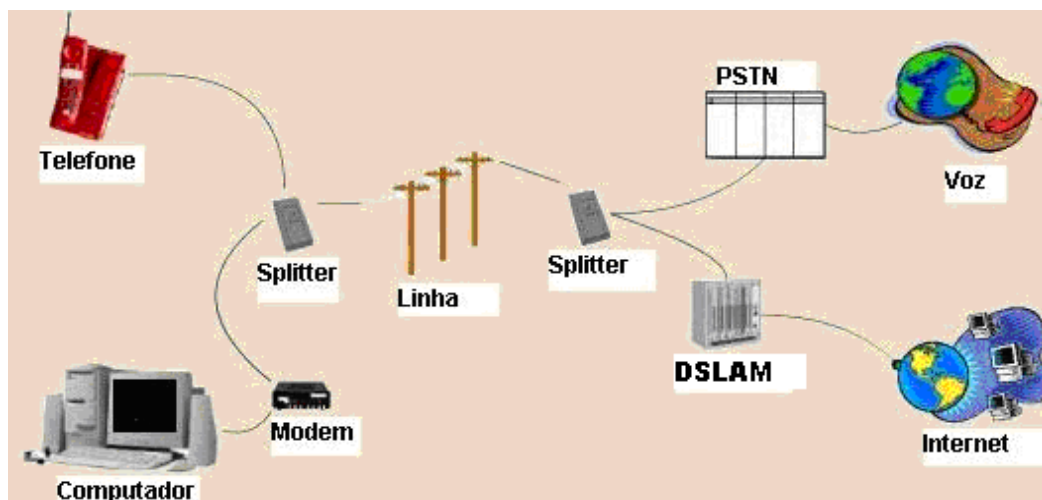 PSTN
Telefone
Voz
Splitter
Splitter
Linha
DSLAM
Modem
Internet
Computador